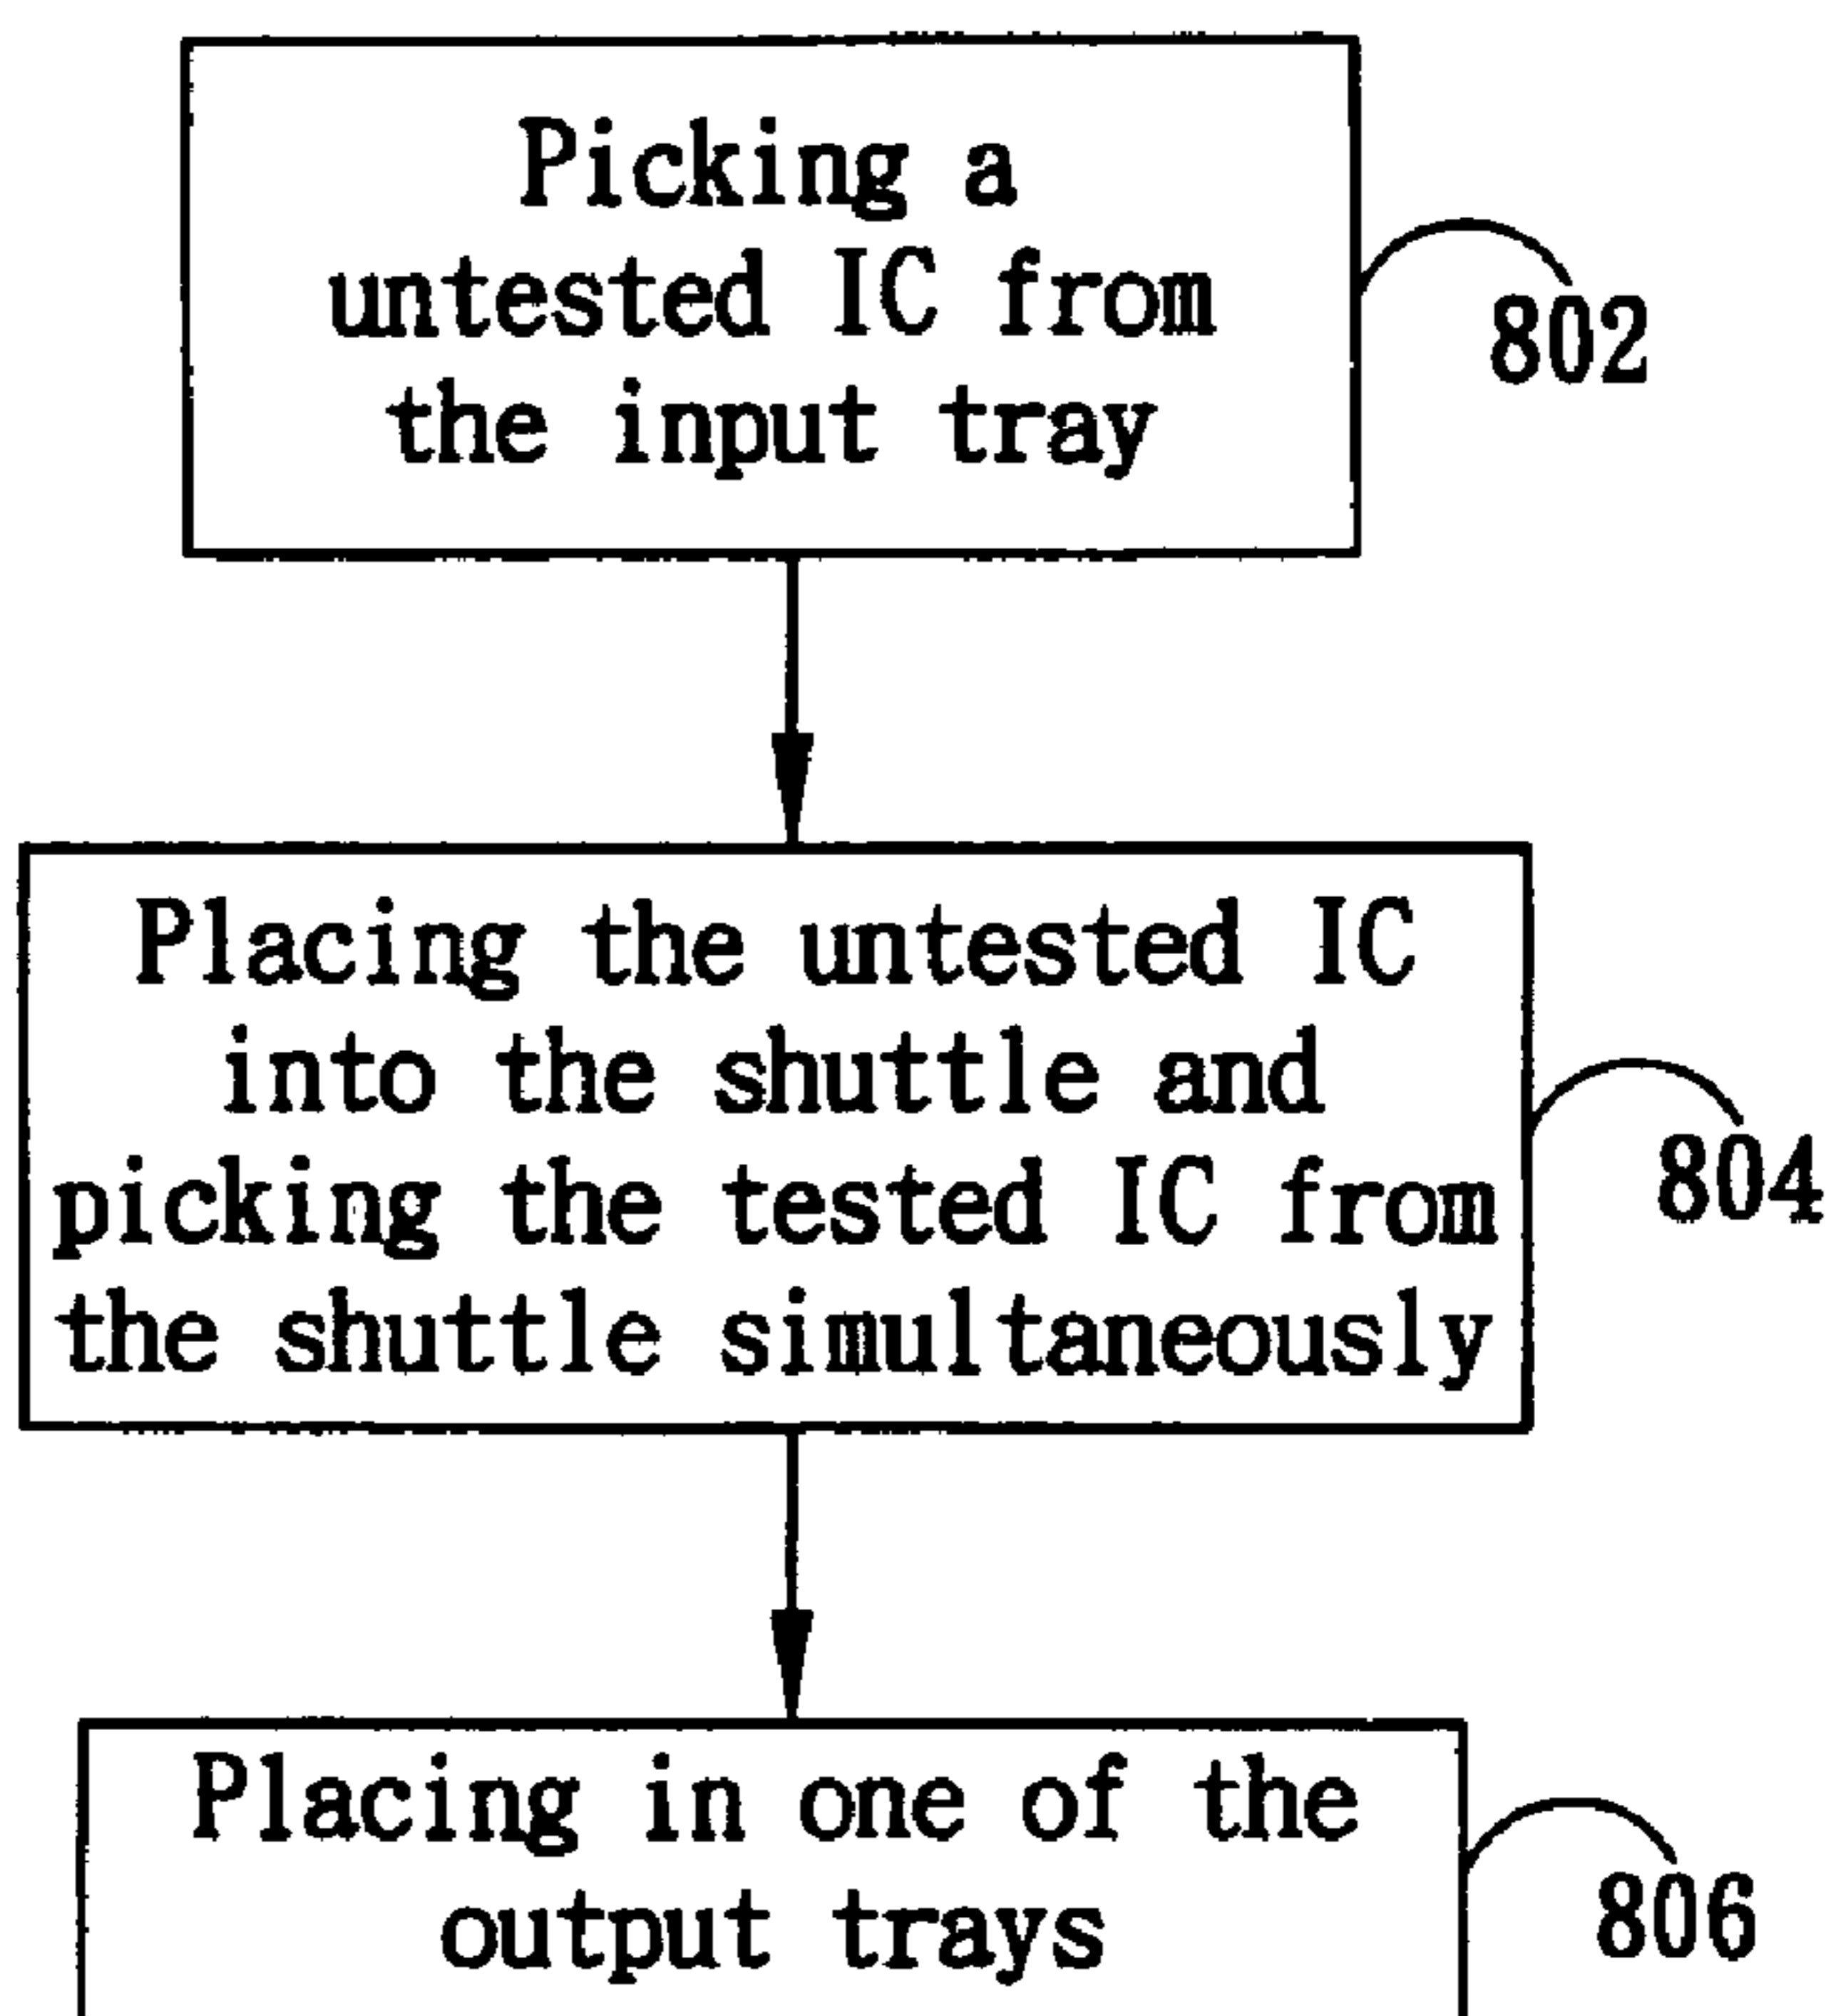 Picking a
untested IC from
the input tray
802
Placing the untested IC
into the shuttle and
picking the tested IC from
the shuttle simultaneously
804
Placing in one of the
output trays
806